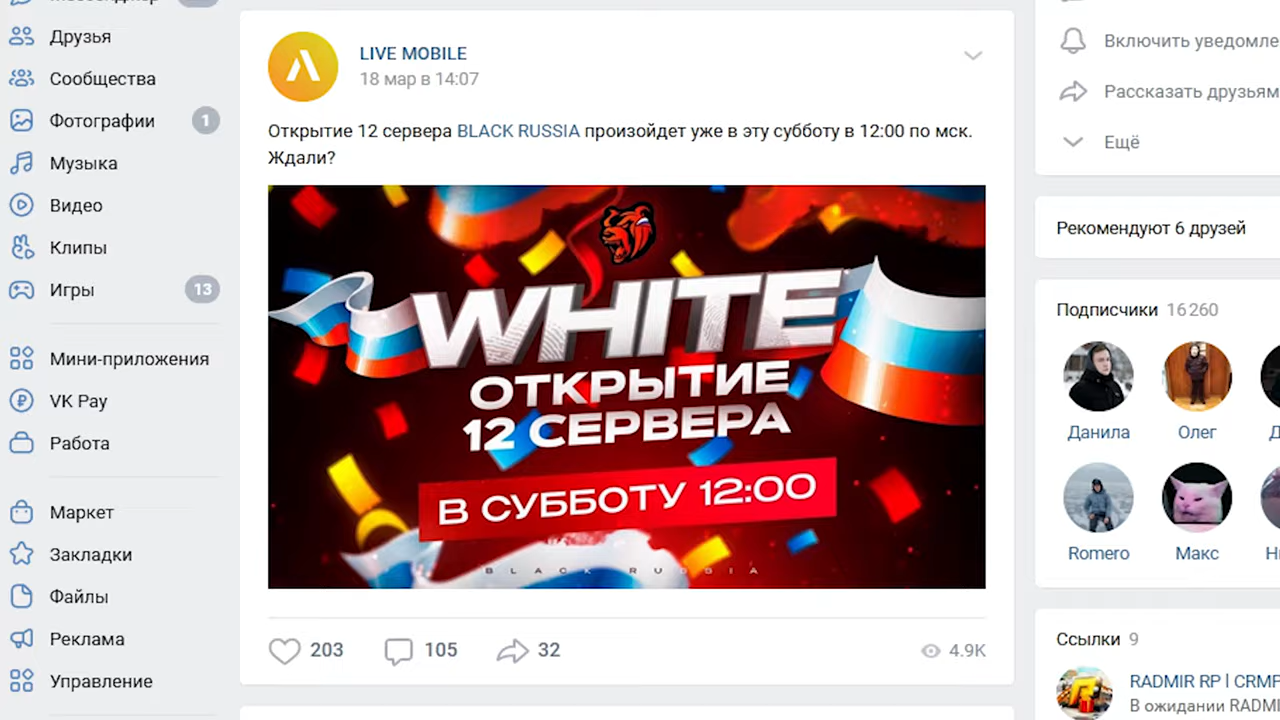 Друзья
Сообщества
Фотографии 1
Музыка
Видео
Клипы
Игры 13
Мини-приложения
VK Pay
Работа
Маркет
Закладки
Файлы
Реклама
Управление
LIVE MOBILE
18 мар в 14:07
Открытие 12 сервера BLACK RUSSIA произойдет уже в эту субботу в 12:00 по мск.
Ждали?
WHITE
ОТКРЫТИЕ
12 СЕРВЕРА
В СУББОТУ 12:00
BLACK RUSSIA
203 105 32 4.9K
Включить уведомле
Рассказать друзьям
Ещё
Рекомендуют 6 друзей
Подписчики 16 260
Данила Олег
Romero Макс
Ссылки 9
RADMIR RP | CRMP
В ожидании RADMI